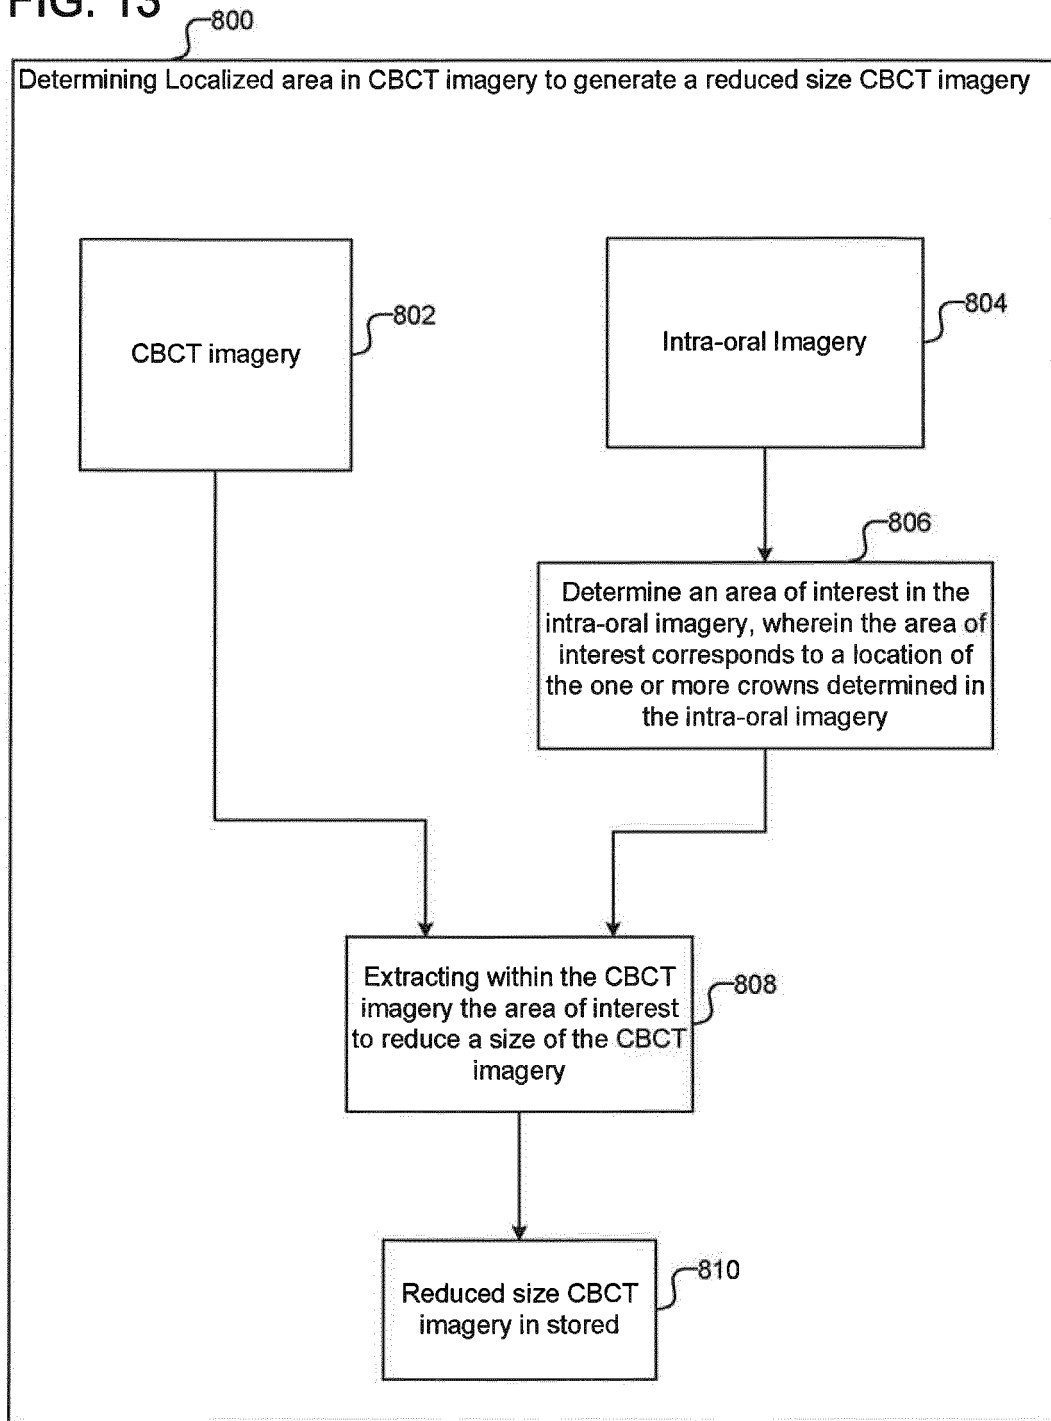 FIG. 13
800
Determining Localized area in CBCT imagery to generate a reduced size CBCT imagery
CBCT imagery
802
Intra-oral Imagery
804
806
Determine an area of interest in the
intra-oral imagery, wherein the area of
interest corresponds to a location of
the one or more crowns determined in
the intra-oral imagery
Extracting within the CBCT
imagery the area of interest
to reduce a size of the CBCT
imagery
808
Reduced size CBCT
imagery in stored
810